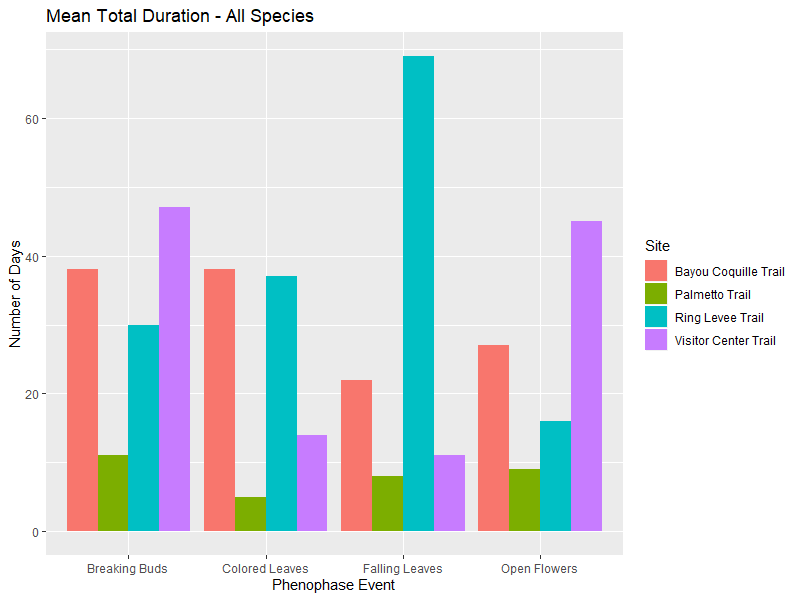 Mean Total Duration - All Species
Number of Days
60
40
20
0
Breaking Buds
Colored Leaves
Falling Leaves
Open Flowers
Phenophase Event
Site
Bayou Coquille Trail
Palmetto Trail
Ring Levee Trail
Visitor Center Trail